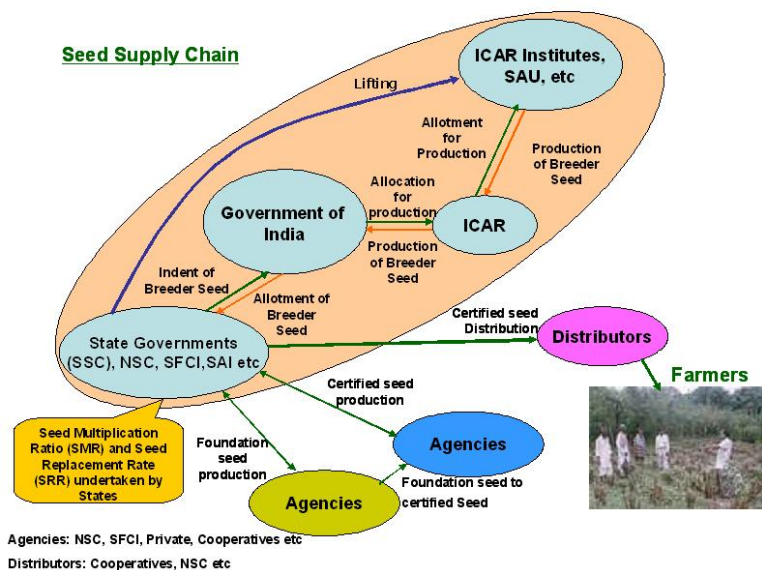 Seed Supply Chain
ICAR Institutes,
SAU, etc
Lifting
Allotment
for
Production
Production
of Breeder
Seed
Government of
India
Allocation
for
production
Production
of Breeder
Seed
ICAR
Indent of
Breeder Seed
Allotment of
Breeder
Seed
State Governments
(SSC), NSC, SFCI,SAI etc
Certified seed
Distribution
Distributors
Farmers
Certified seed
production
Seed Multiplication
Ratio (SMR) and Seed
Replacement Rate
(SRR) undertaken by
States
Foundation
seed
production
Agencies
Agencies
Foundation seed to
certified Seed
Agencies: NSC, SFCI, Private, Cooperatives etc
Distributors: Cooperatives, NSC etc